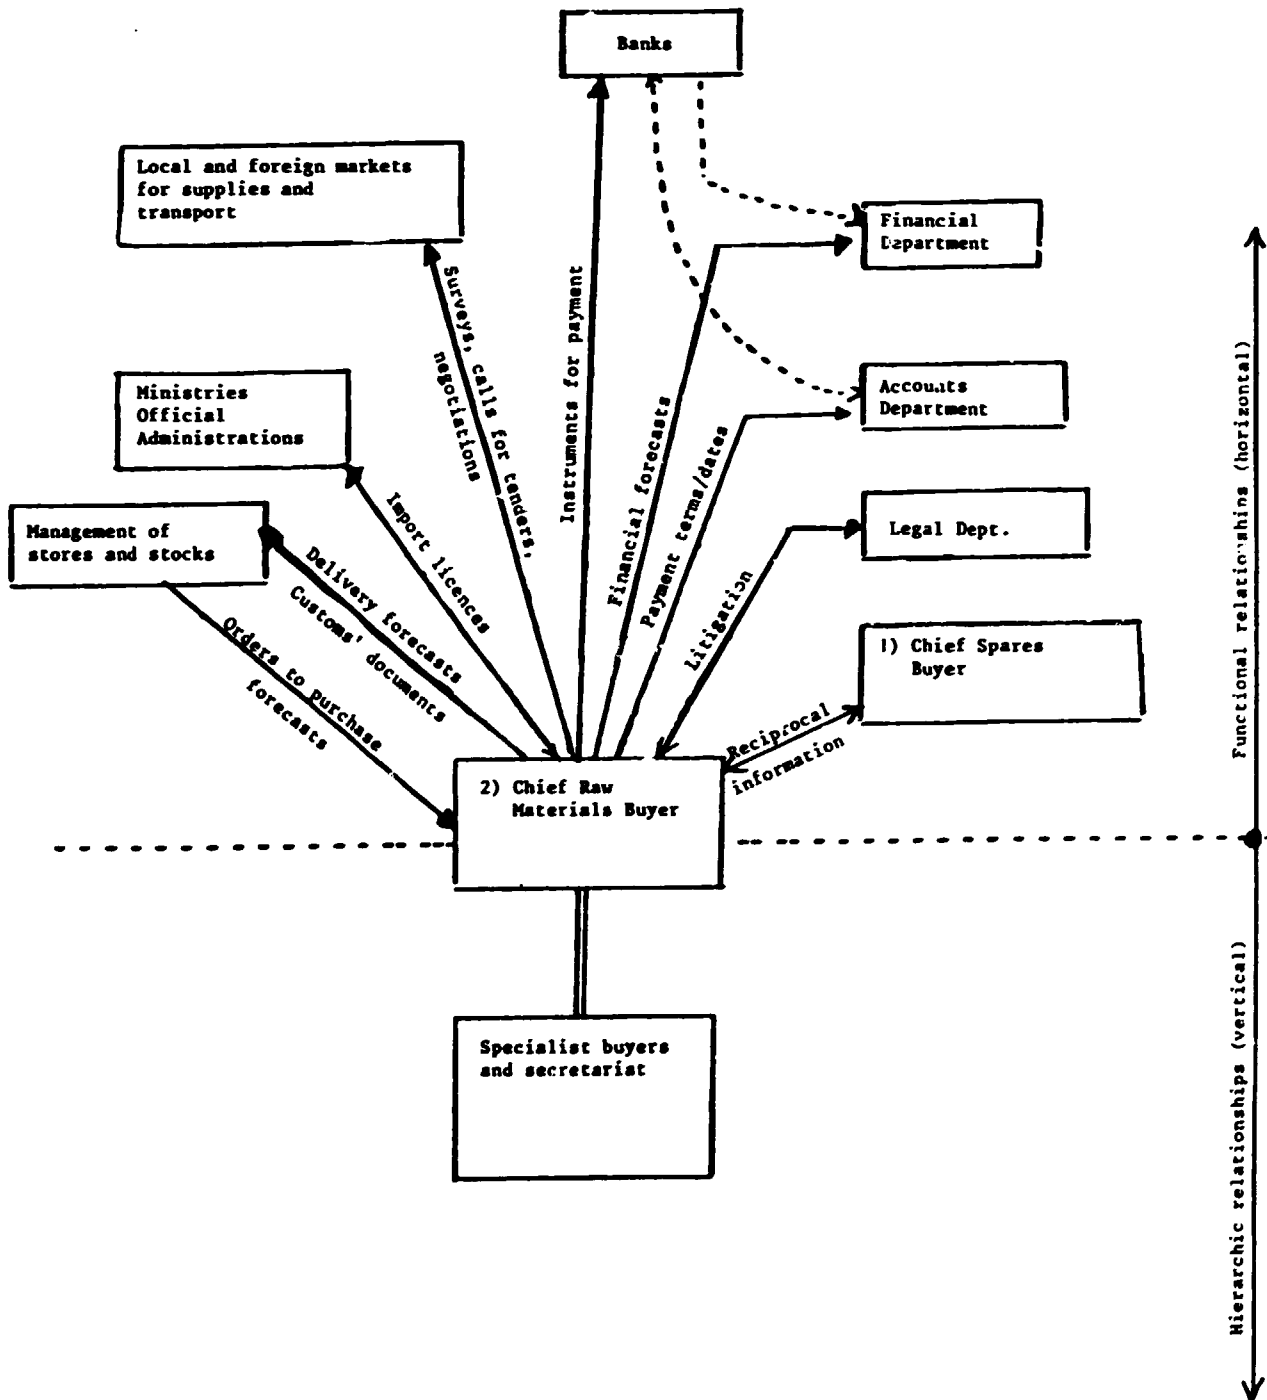 Banks
Local and foreign markets
for supplies and
transport
Financial
Department
Surveys, calls for tenders,
negotiations
Instruments for payment
Ministries
Official
Administrations
Accounts
Department
Financial forecasts
Payment terms/dates
Import licences
Management of
stores and stocks
Legal Dept.
Delivery forecasts
Customs' documents
Litigation
Orders to purchase
forecasts
1) Chief Spares
Buyer
Reciprocal
information
2) Chief Raw
Materials Buyer
Specialist buyers
and secretarist
Functional relationships (horizontal)
Hierarchic relationships (vertical)